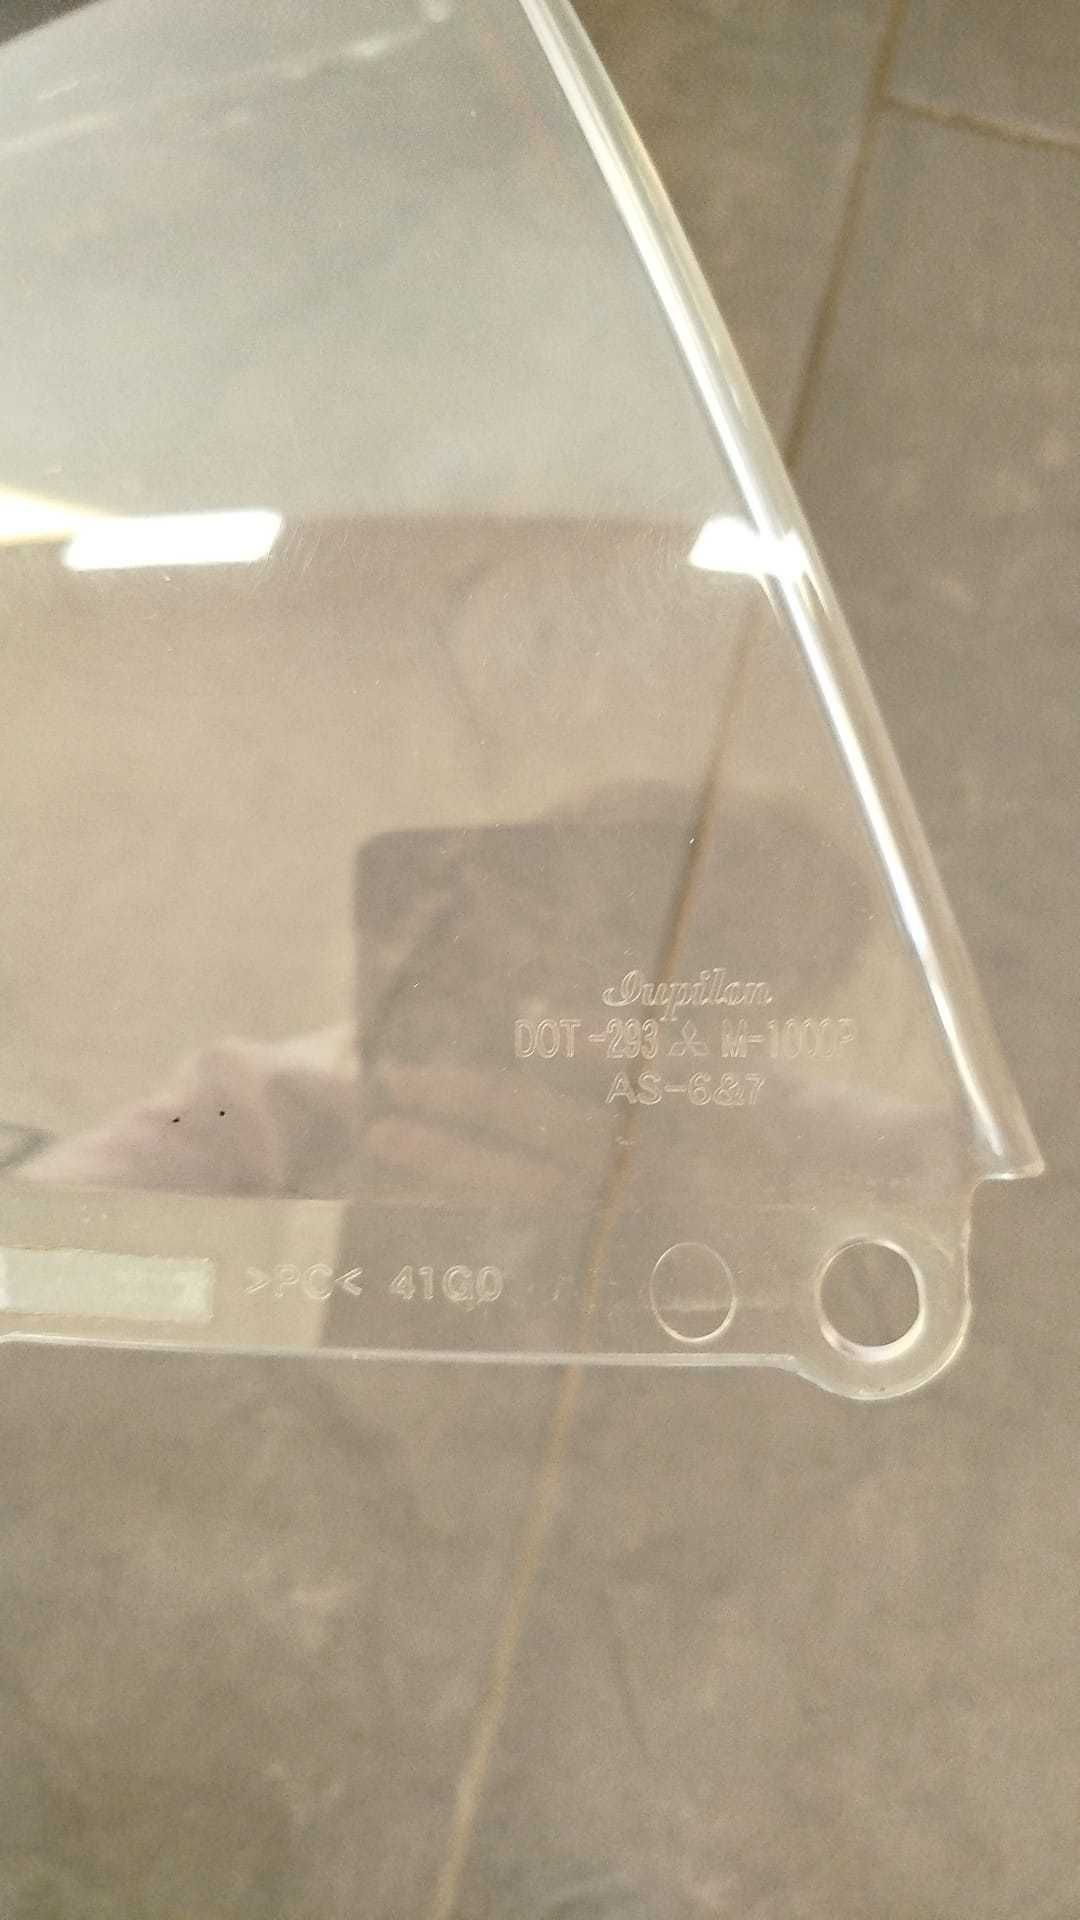 Iupilon
DOT-293 M-1000P
AS-6&7
>PC< 41G0